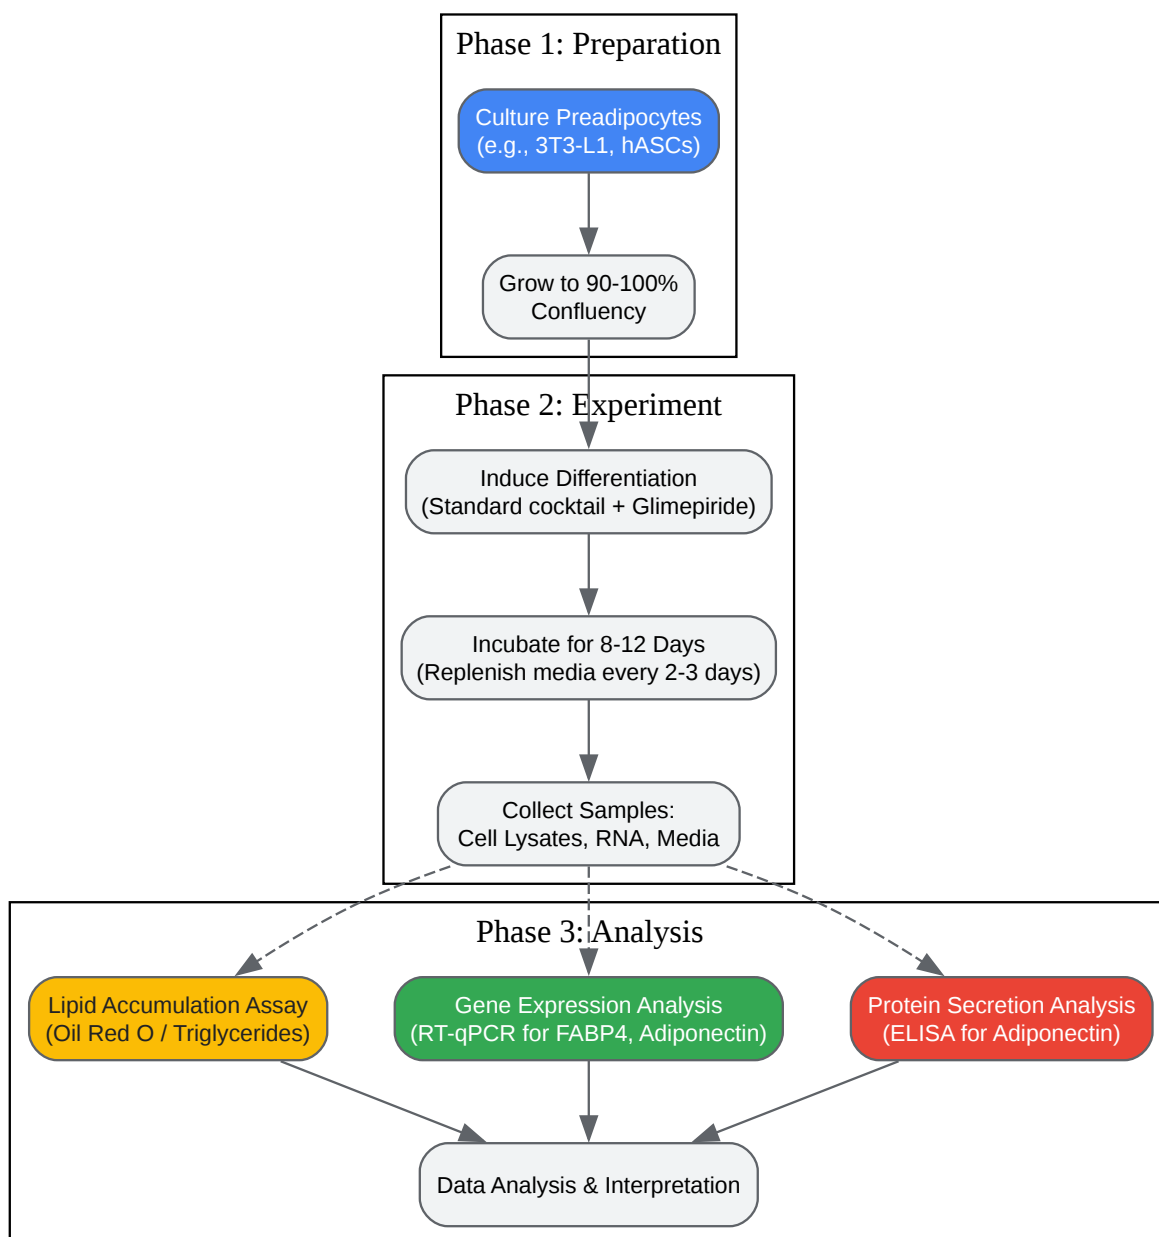 Phase 1: Preparation
Culture Preadipocytes
(e.g., 3T3-L1, hASCs)
Grow to 90-100%
Confluency
Phase 2: Experiment
Induce Differentiation
(Standard cocktail + Glimepiride)
Incubate for 8-12 Days
(Replenish media every 2-3 days)
Collect Samples:
Cell Lysates, RNA, Media
Phase 3: Analysis
Lipid Accumulation Assay
(Oil Red O / Triglycerides)
Gene Expression Analysis
(RT-qPCR for FABP4, Adiponectin)
Protein Secretion Analysis
(ELISA for Adiponectin)
Data Analysis & Interpretation